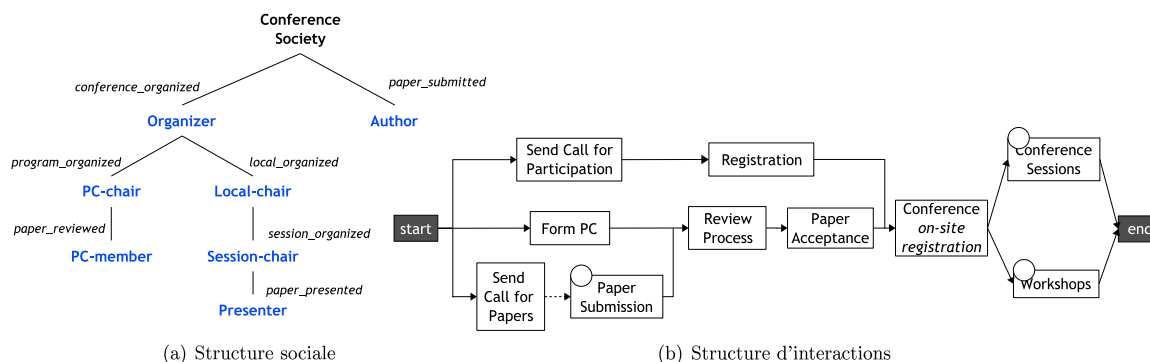 Conference
Society
conference_organized
paper_submitted
Organizer
Author
program_organized
local_organized
PC-chair
Local-chair
paper_reviewed
session_organized
PC-member
Session-chair
paper_presented
Presenter
(a) Structure sociale
start
Send Call for
Participation
Registration
Form PC
Review
Process
Paper
Acceptance
Send
Call for
Papers
Paper
Submission
Conference
on-site
registration
Conference
Sessions
Workshops
end
(b) Structure d'interactions